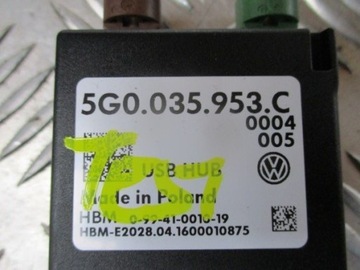 5G0.035.953.C
0004
005
USB HUB
Made in Poland
HBM 0-99-41-0010-19
HBM-E2028.04.1600010875